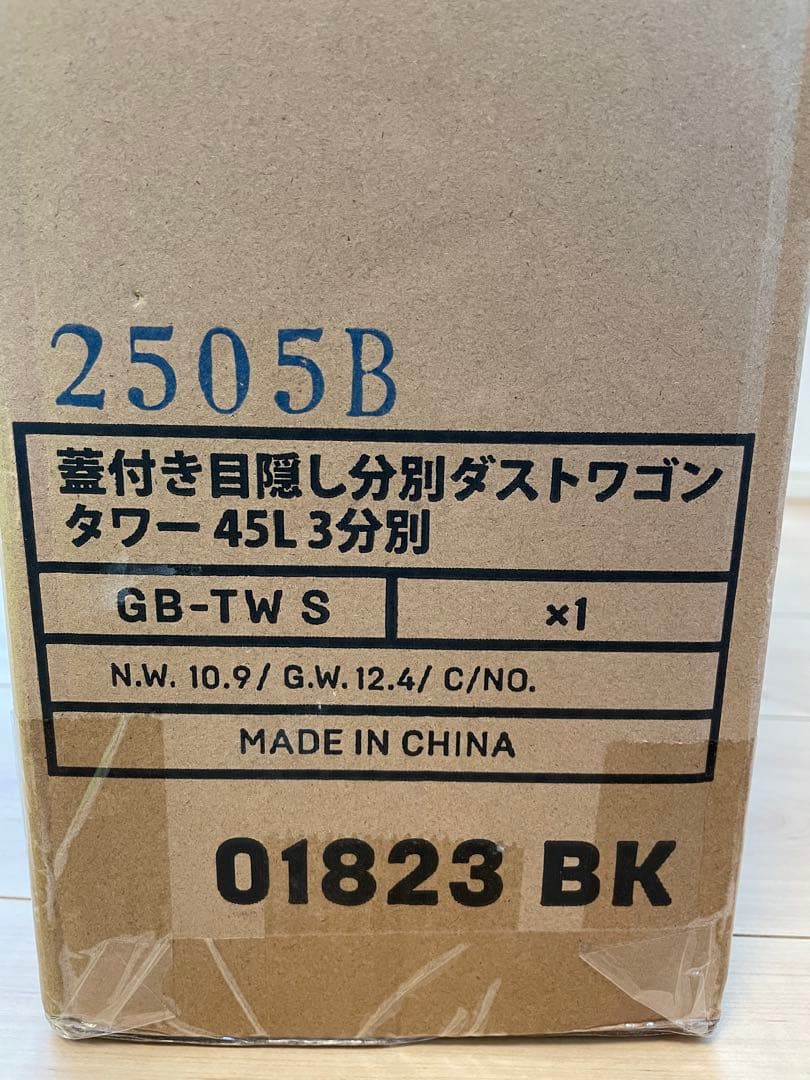 2505B
蓋付き目隠し分別ダストワゴン
タワー 45L 3分別
GB-TW S
×1
N.W. 10.9/ G.W. 12.4/ C/NO.
MADE IN CHINA
01823 BK